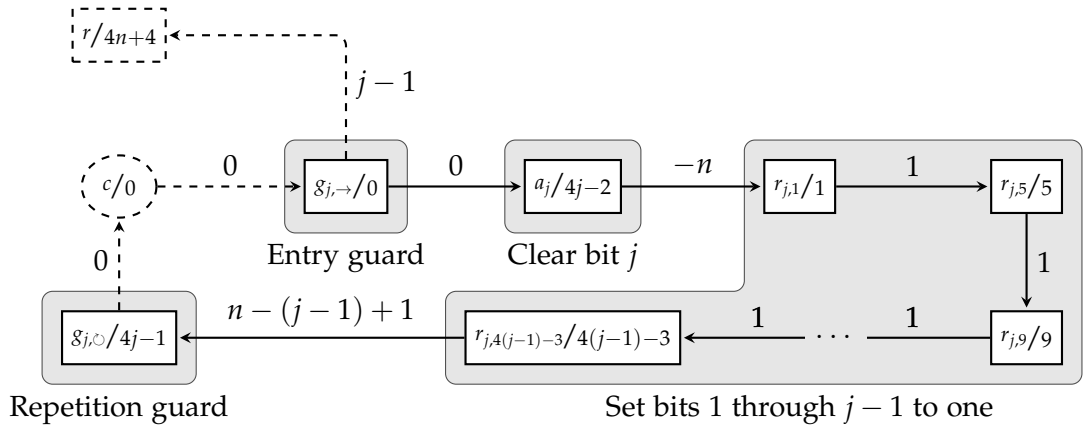 r/4n+4
j − 1
c/0
0
g_{j,→}/0
0
a_j/4j−2
−n
r_{j,1}/1
1
r_{j,5}/5
Entry guard
Clear bit j
0
1
g_{j,↻}/4j−1
n − (j − 1) + 1
r_{j,4(j−1)−3}/4(j−1)−3
1
···
1
r_{j,9}/9
Repetition guard
Set bits 1 through j − 1 to one